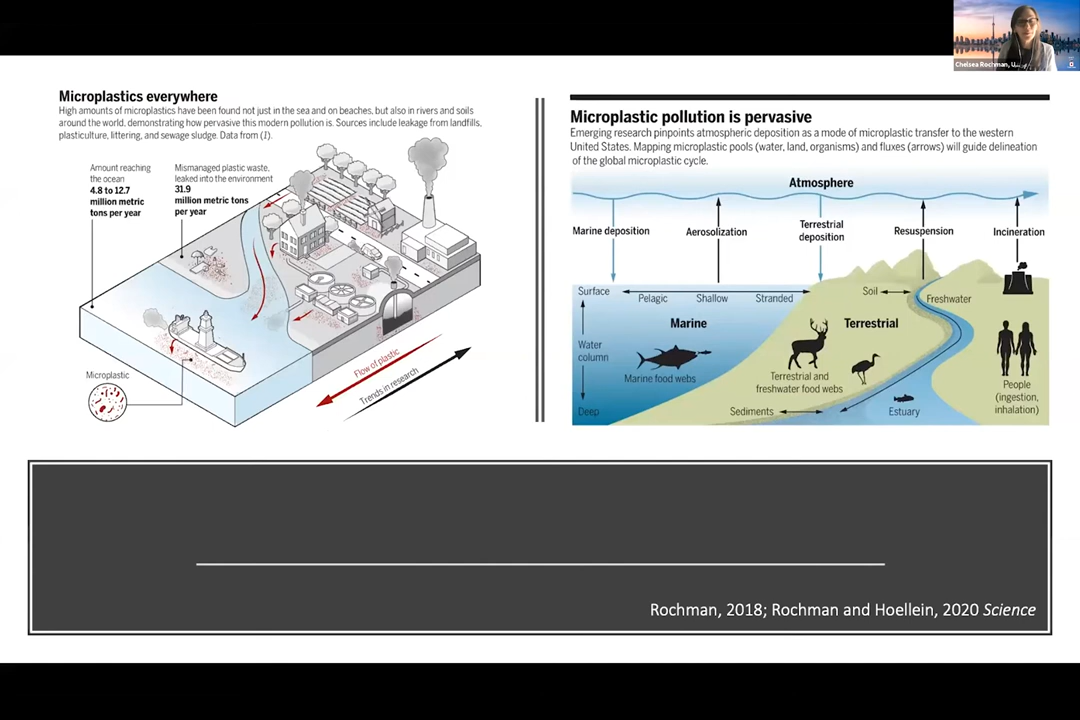 Chelsea Rochman, U...
Microplastics everywhere
High amounts of microplastics have been found not just in the sea and on beaches, but also in rivers and soils
around the world, demonstrating how pervasive this modern pollution is. Sources include leakage from landfills,
plasticulture, littering, and sewage sludge. Data from (1).
Amount reaching
the ocean
4.8 to 12.7
million metric
tons per year
Mismanaged plastic waste,
leaked into the environment
31.9
million metric tons
per year
Microplastic
Flow of plastic
Trends in research
Microplastic pollution is pervasive
Emerging research pinpoints atmospheric deposition as a mode of microplastic transfer to the western
United States. Mapping microplastic pools (water, land, organisms) and fluxes (arrows) will guide delineation
of the global microplastic cycle.
Atmosphere
Marine deposition
Aerosolization
Terrestrial
deposition
Resuspension
Incineration
Surface
Pelagic
Shallow
Stranded
Soil
Freshwater
Marine
Terrestrial
Water
column
Marine food webs
Terrestrial and
freshwater food webs
People
(ingestion,
inhalation)
Deep
Sediments
Estuary
Rochman, 2018; Rochman and Hoellein, 2020 Science